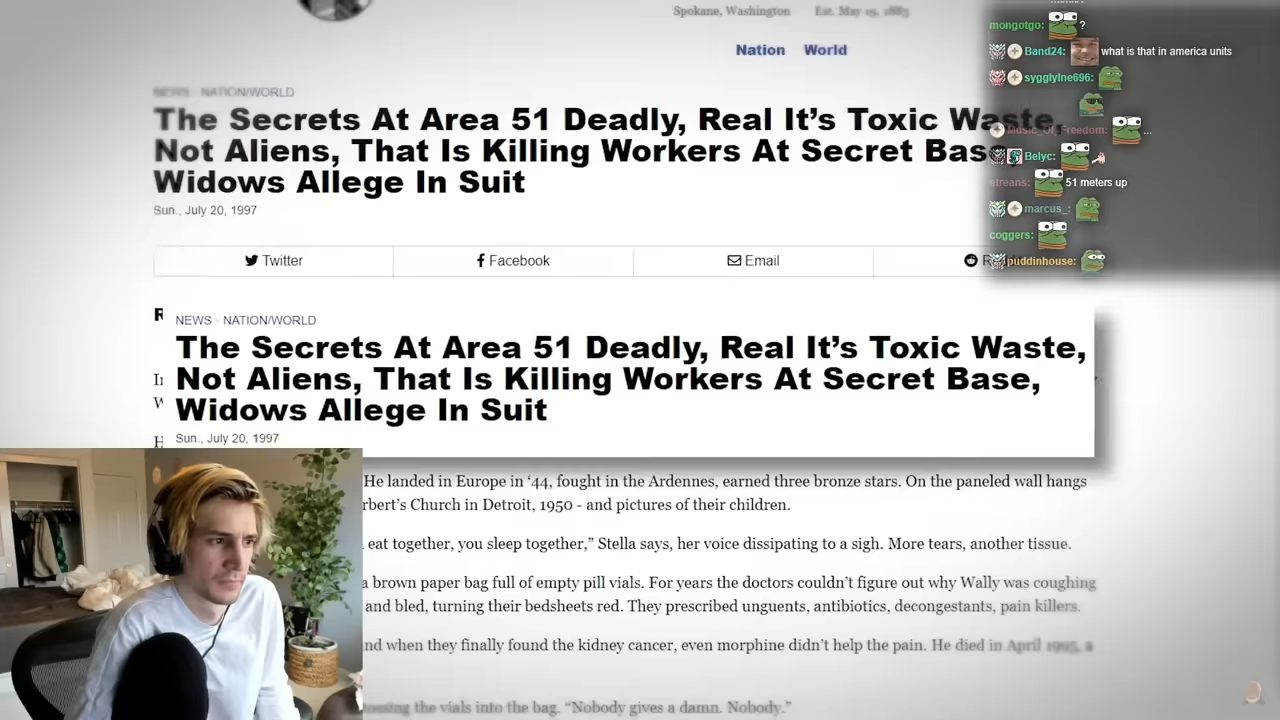 Spokane, Washington Est. May 19, 1883
Nation World
NEWS NATION/WORLD
The Secrets At Area 51 Deadly, Real It’s Toxic Waste,
Not Aliens, That Is Killing Workers At Secret Base,
Widows Allege In Suit
Sun., July 20, 1997
Twitter Facebook Email
NEWS NATION/WORLD
The Secrets At Area 51 Deadly, Real It’s Toxic Waste,
Not Aliens, That Is Killing Workers At Secret Base,
Widows Allege In Suit
Sun., July 20, 1997
He landed in Europe in ‘44, fought in the Ardennes, earned three bronze stars. On the paneled wall hangs
rbert’s Church in Detroit, 1950 - and pictures of their children.
eat together, you sleep together,” Stella says, her voice dissipating to a sigh. More tears, another tissue.
a brown paper bag full of empty pill vials. For years the doctors couldn’t figure out why Wally was coughing
and bled, turning their bedsheets red. They prescribed unguents, antibiotics, decongestants, pain killers.
nd when they finally found the kidney cancer, even morphine didn’t help the pain. He died in April 1995, a
tossing the vials into the bag. “Nobody gives a damn. Nobody.”
mongotgo: ?
Band24: what is that in america units
sygglylne696:
Music_Of_Freedom: ...
Belyc:
etreans: 51 meters up
marcus_:
coggers:
puddinhouse: